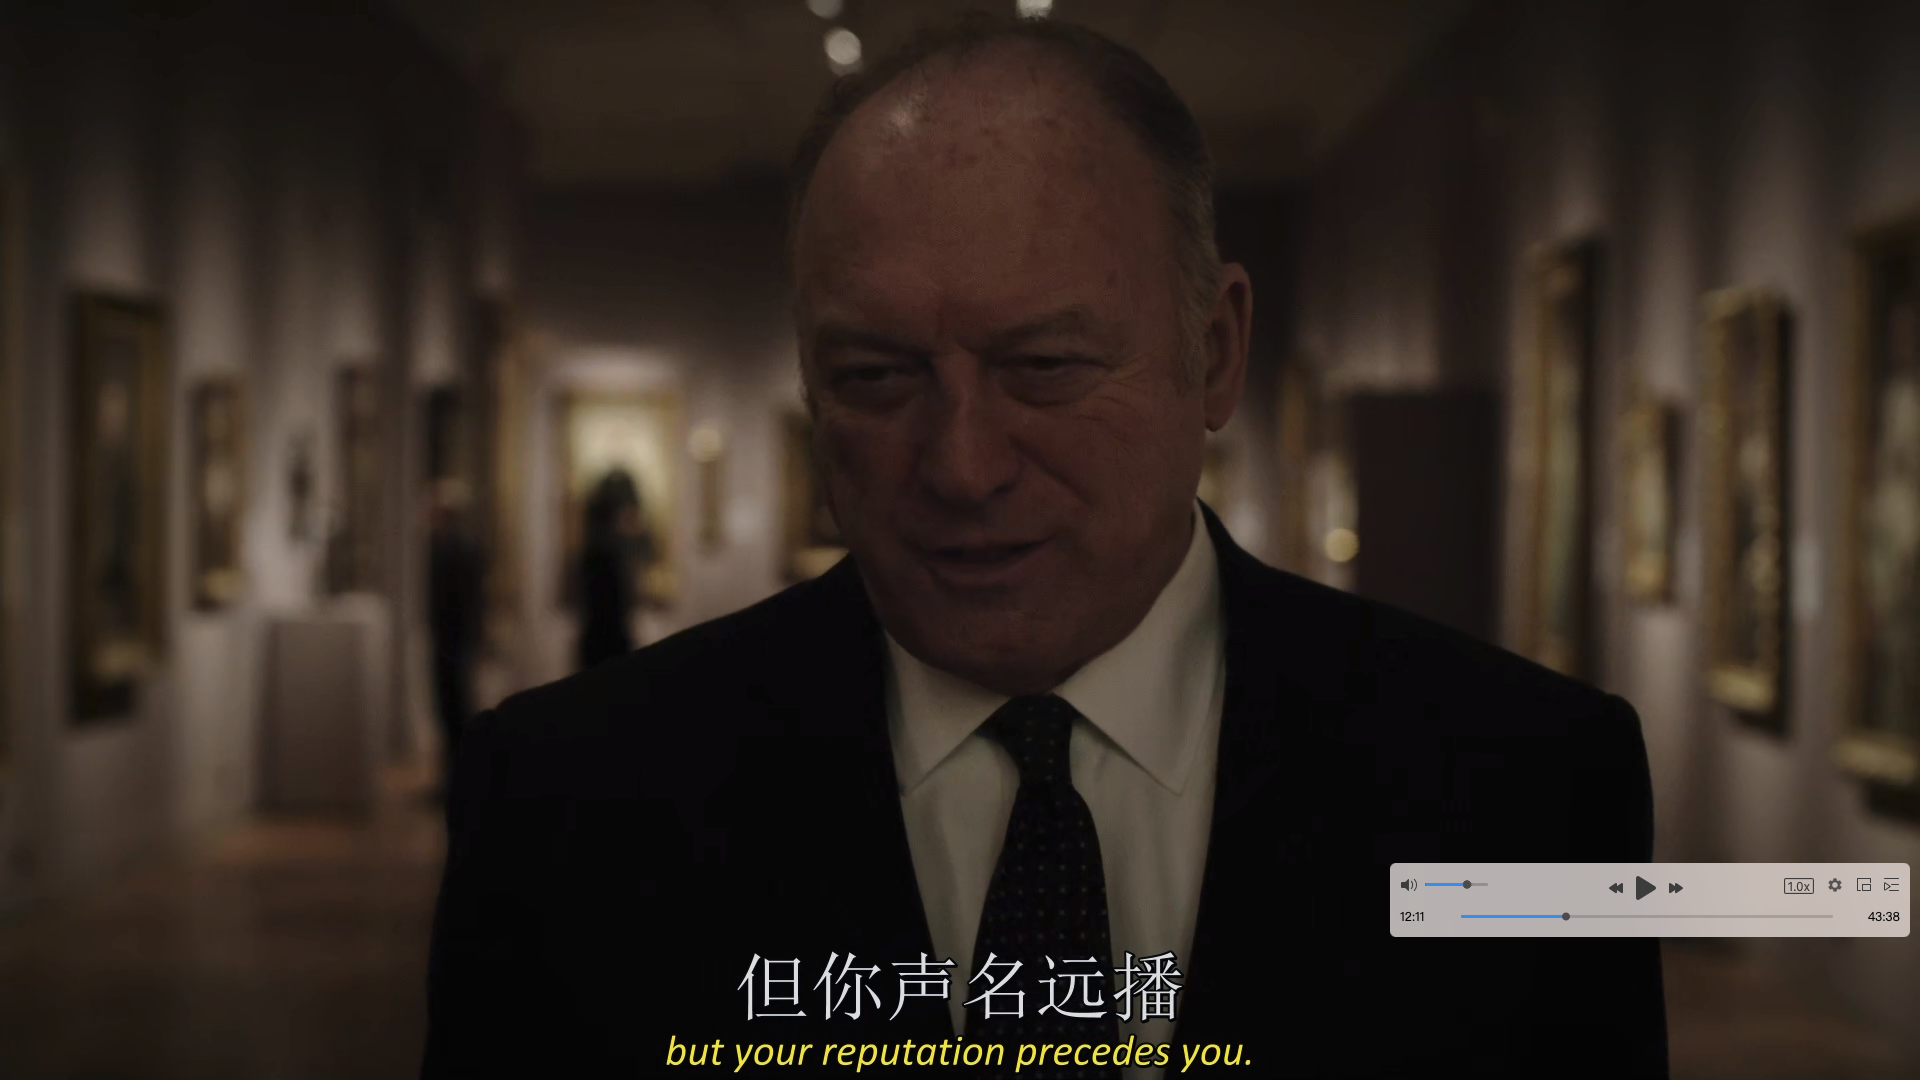 1.0x
12:11
43:38
但你声名远播
but your reputation precedes you.